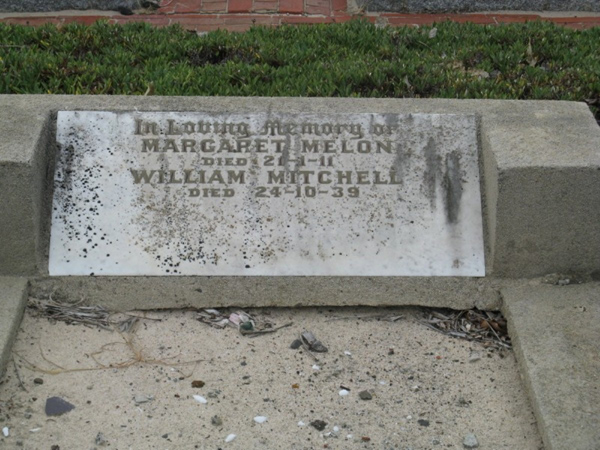 In Loving Memory of
MARGARET MELON
DIED 21-1-11
WILLIAM MITCHELL
DIED 24-10-39